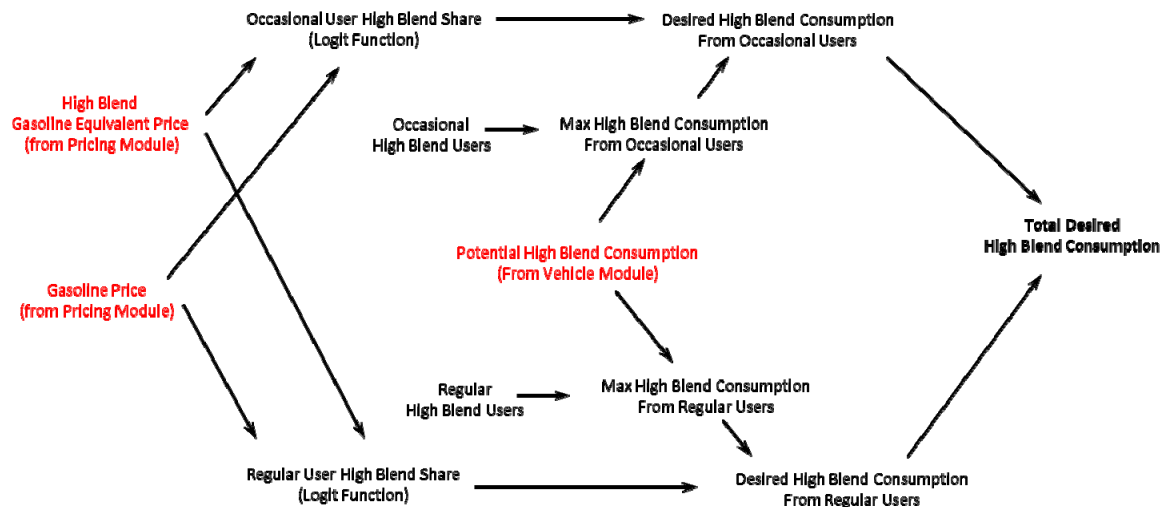 Occasional User High Blend Share
(Logit Function)
Desired High Blend Consumption
From Occasional Users
High Blend
Gasoline Equivalent Price
(from Pricing Module)
Occasional
High Blend Users
Max High Blend Consumption
From Occasional Users
Total Desired
High Blend Consumption
Potential High Blend Consumption
(From Vehicle Module)
Gasoline Price
(from Pricing Module)
Regular
High Blend Users
Max High Blend Consumption
From Regular Users
Regular User High Blend Share
(Logit Function)
Desired High Blend Consumption
From Regular Users